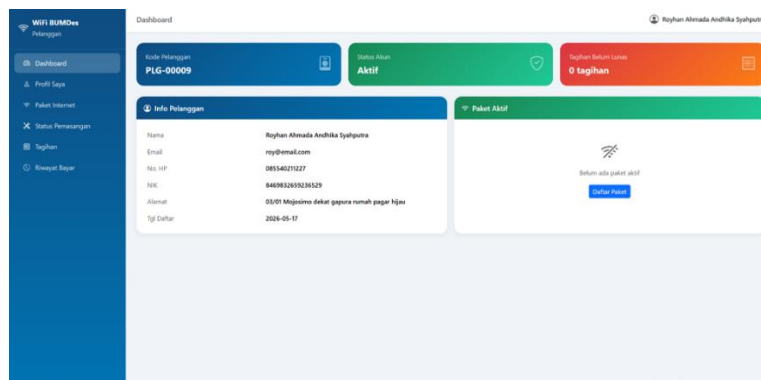 WiFi BUMDes
Pelanggan
Dashboard
Royhan Ahmada Andhika Syahputr
Dashboard
Profil Saya
Paket Internet
Status Pemasangan
Tagihan
Riwayat Bayar
Kode Pelanggan
PLG-00009
Status Akun
Aktif
Tagihan Belum Lunas
0 tagihan
Info Pelanggan
Nama Royhan Ahmada Andhika Syahputra
Email roy@email.com
No. HP 085540211227
NIK 8469832659236529
Alamat 03/01 Mojosimo dekat gapura rumah pagar hijau
Tgl Daftar 2026-05-17
Paket Aktif
Belum ada paket aktif
Daftar Paket